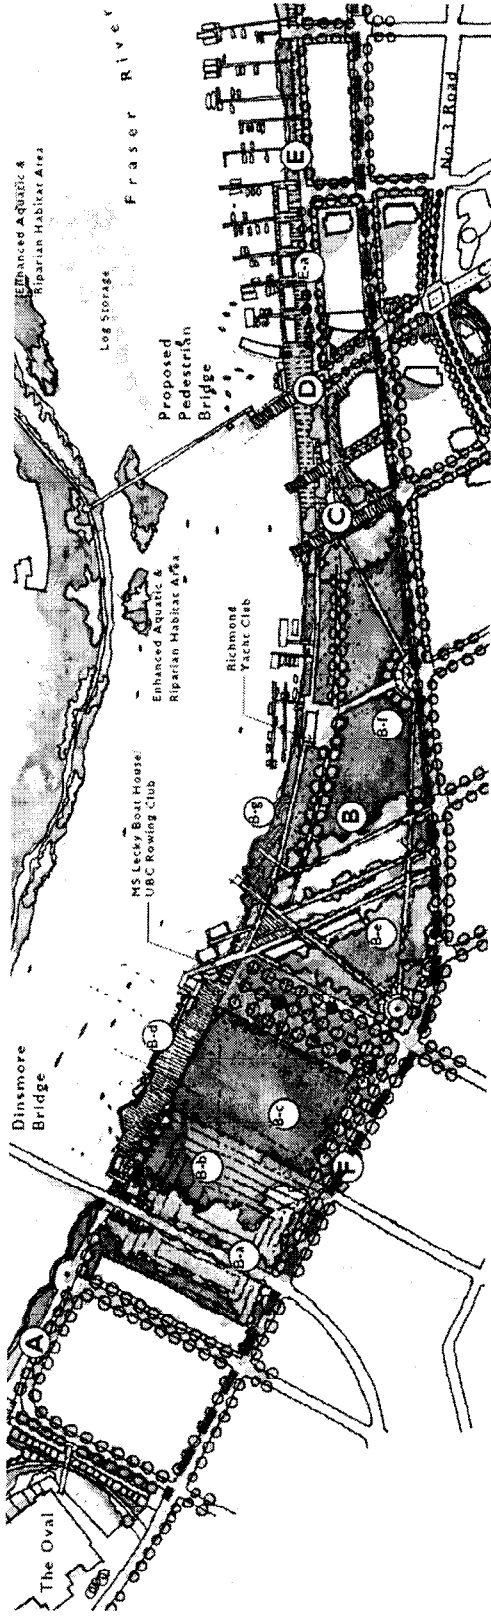 The Oval
A
Dinsmore
Bridge
B-a
B-b
B-c
B-d
F
MS Lecky Boat House/
UBC Rowing Club
B-e
B-g
B
B-f
Richmond
Yacht Club
Enhanced Aquatic &
Riparian Habitat Area
C
Proposed
Pedestrian
Bridge
D
Log Storage
Enhanced Aquatic &
Riparian Habitat Area
E-a
E
Fraser River
No. 3 Road